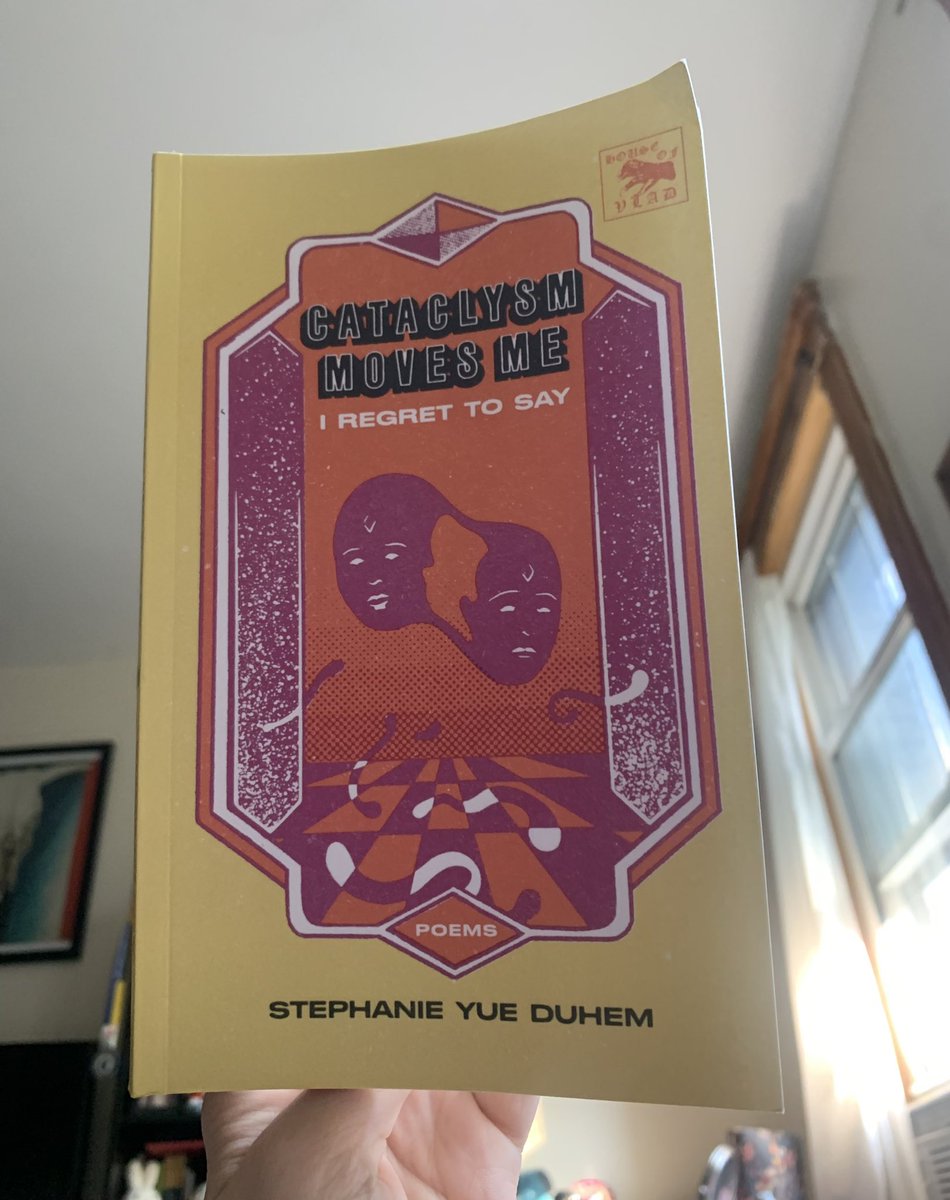 HOUSE OF
VLAD
CATACLYSM
MOVES ME
I REGRET TO SAY
POEMS
STEPHANIE YUE DUHEM